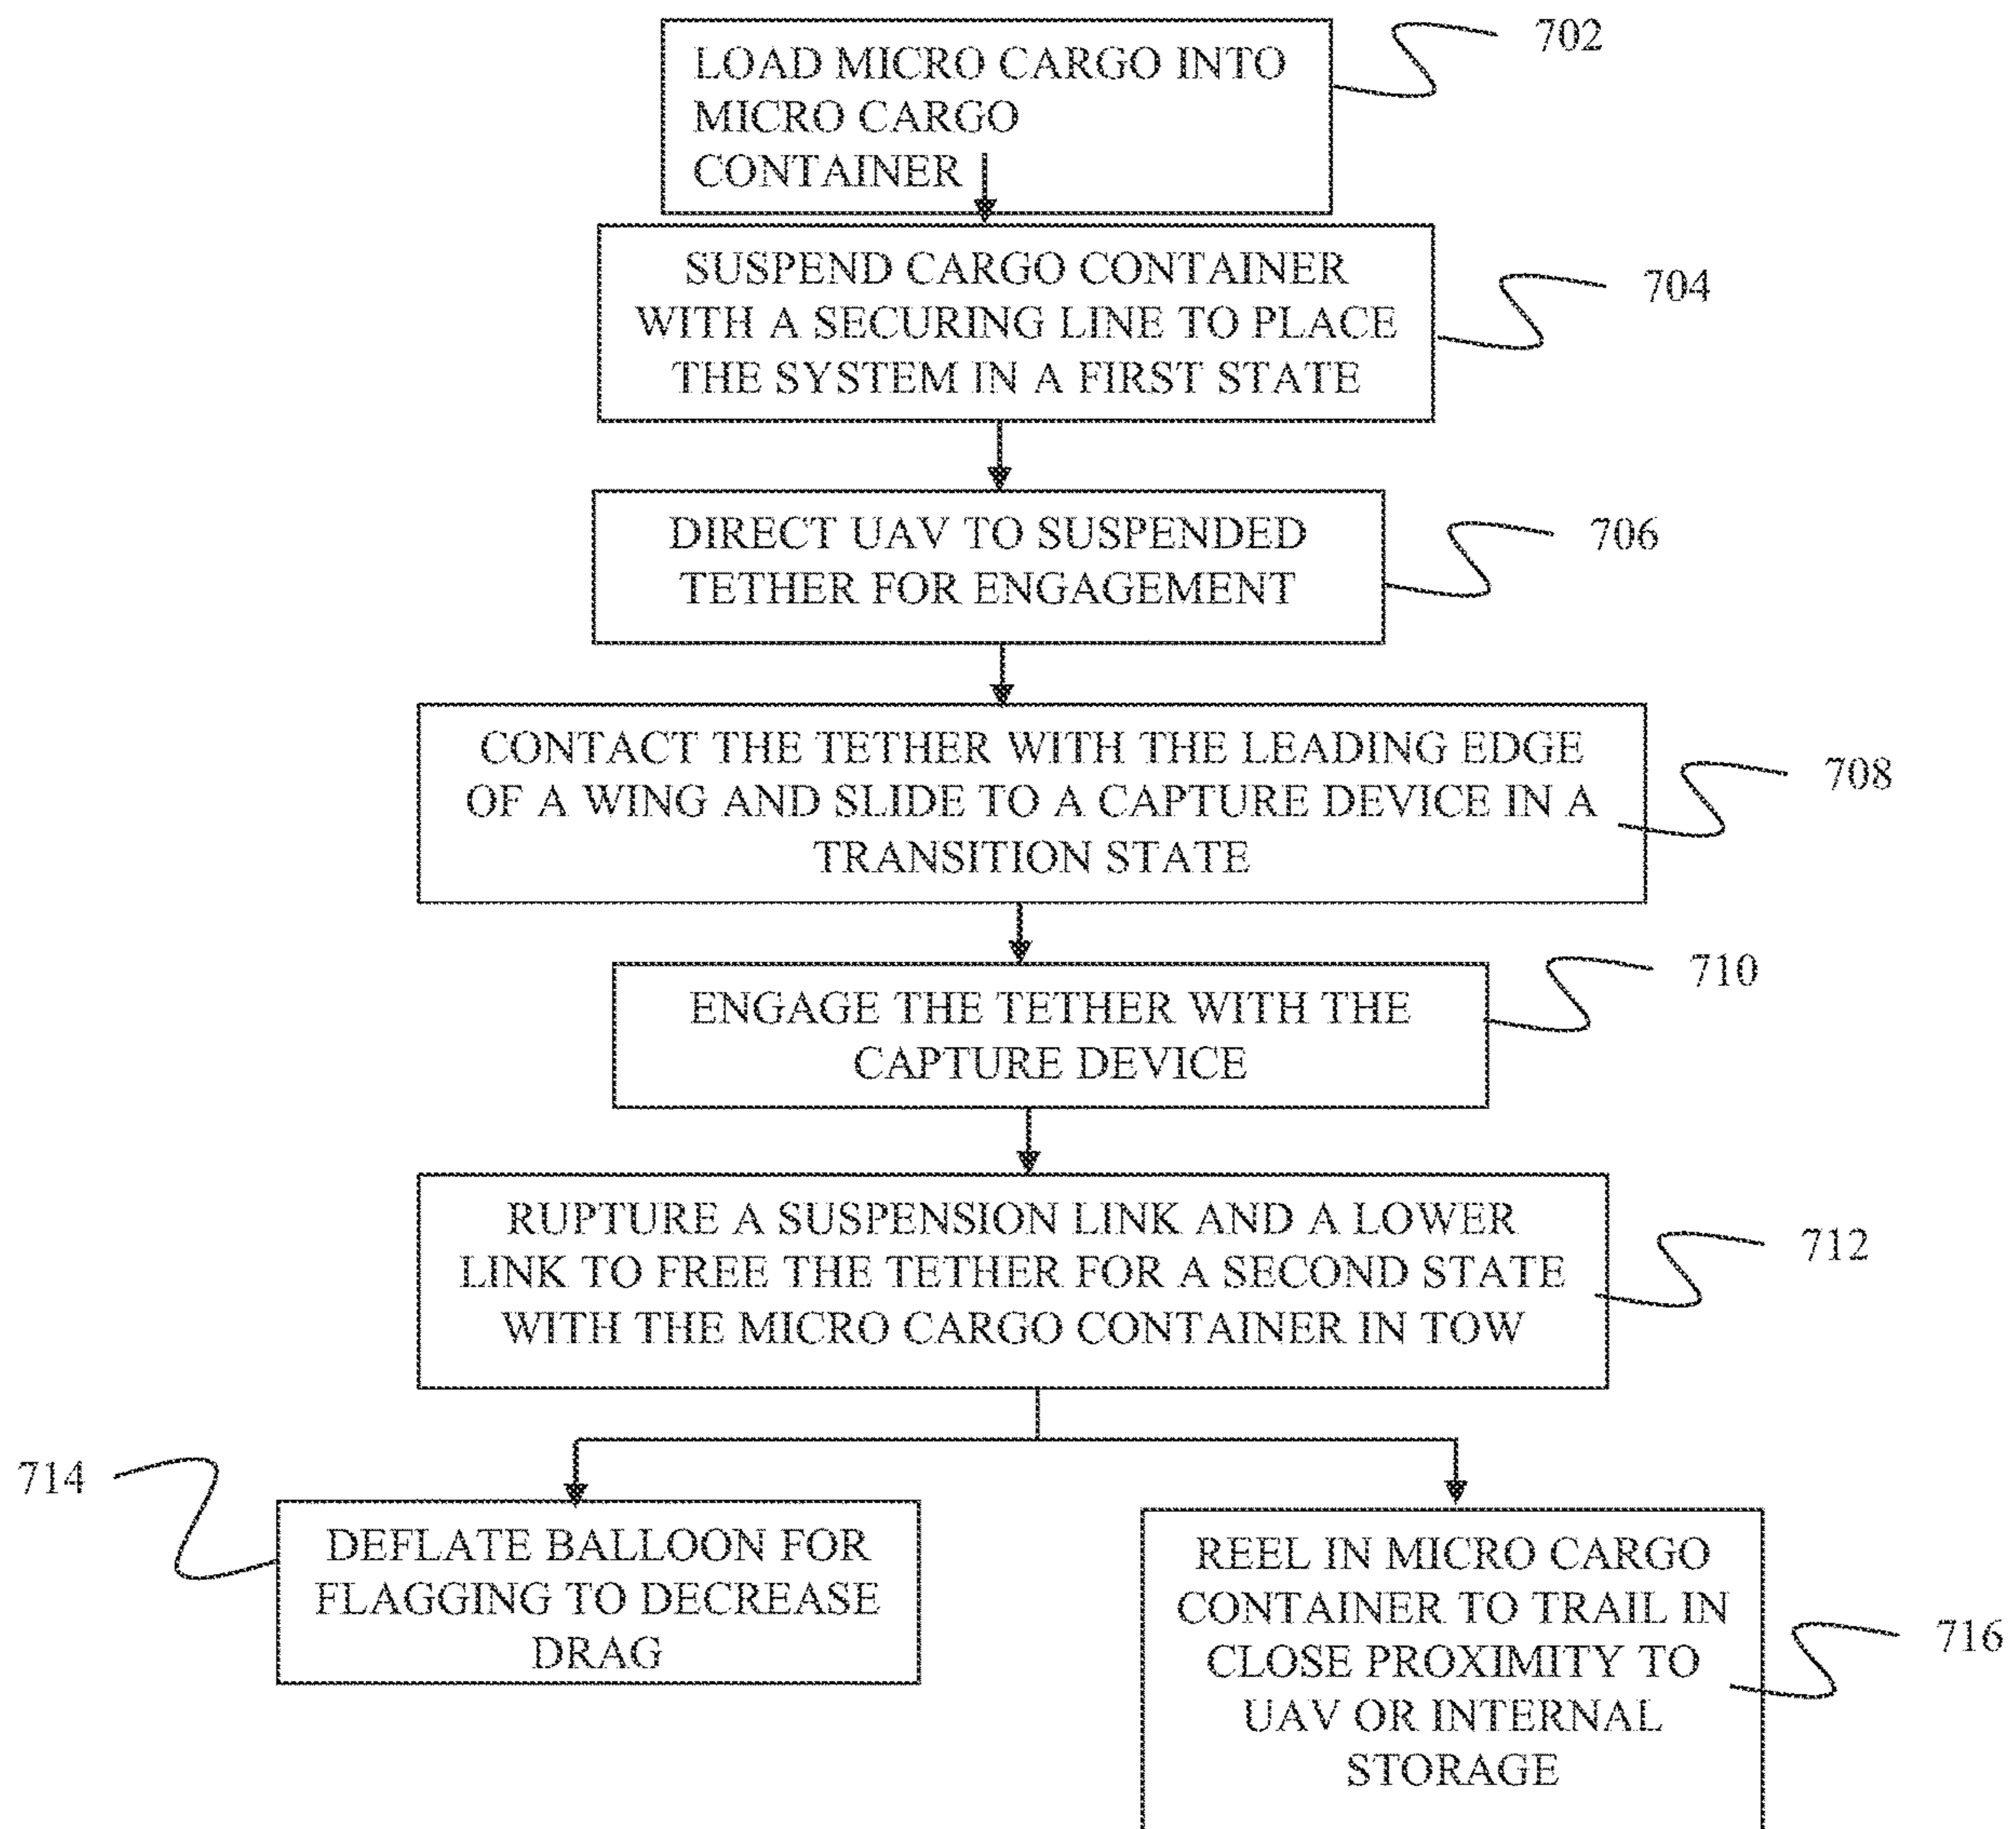 LOAD MICRO CARGO INTO
MICRO CARGO
CONTAINER
702
SUSPEND CARGO CONTAINER
WITH A SECURING LINE TO PLACE
THE SYSTEM IN A FIRST STATE
704
DIRECT UAV TO SUSPENDED
TETHER FOR ENGAGEMENT
706
CONTACT THE TETHER WITH THE LEADING EDGE
OF A WING AND SLIDE TO A CAPTURE DEVICE IN A
TRANSITION STATE
708
ENGAGE THE TETHER WITH THE
CAPTURE DEVICE
710
RUPTURE A SUSPENSION LINK AND A LOWER
LINK TO FREE THE TETHER FOR A SECOND STATE
WITH THE MICRO CARGO CONTAINER IN TOW
712
714
DEFLATE BALLOON FOR
FLAGGING TO DECREASE
DRAG
REEL IN MICRO CARGO
CONTAINER TO TRAIL IN
CLOSE PROXIMITY TO
UAV OR INTERNAL
STORAGE
716